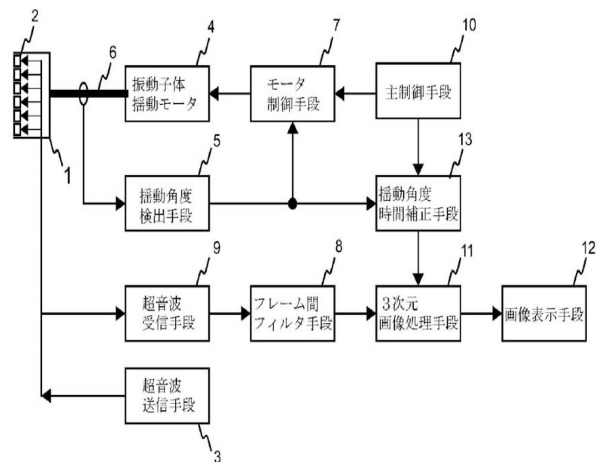 2
4
7
10
6
振動子体
揺動モータ
モータ
制御手段
主制御手段
1
5
13
揺動角度
検出手段
揺動角度
時間補正手段
9
8
11
12
超音波
受信手段
フレーム間
フィルタ手段
3次元
画像処理手段
画像表示手段
超音波
送信手段
3